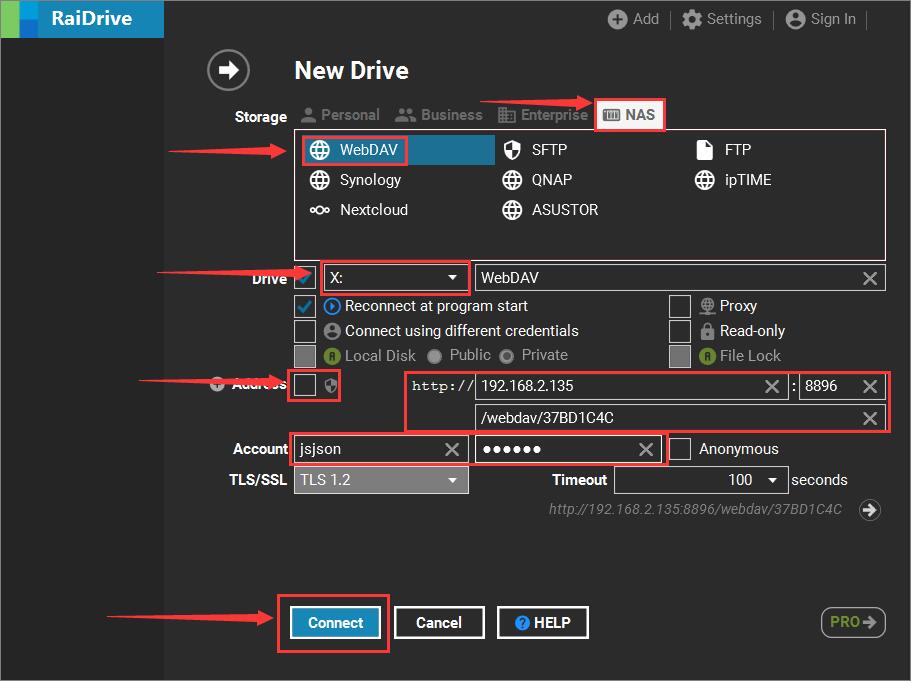 RaiDrive
Add Settings Sign In
New Drive
Storage Personal Business Enterprise NAS
WebDAV SFTP FTP
Synology QNAP ipTIME
Nextcloud ASUSTOR
Drive X: WebDAV
Reconnect at program start Proxy
Connect using different credentials Read-only
Local Disk Public Private File Lock
Address http:// 192.168.2.135 : 8896
/webdav/37BD1C4C
Account jsjson •••••• Anonymous
TLS/SSL TLS 1.2 Timeout 100 seconds
http://192.168.2.135:8896/webdav/37BD1C4C
Connect Cancel HELP PRO